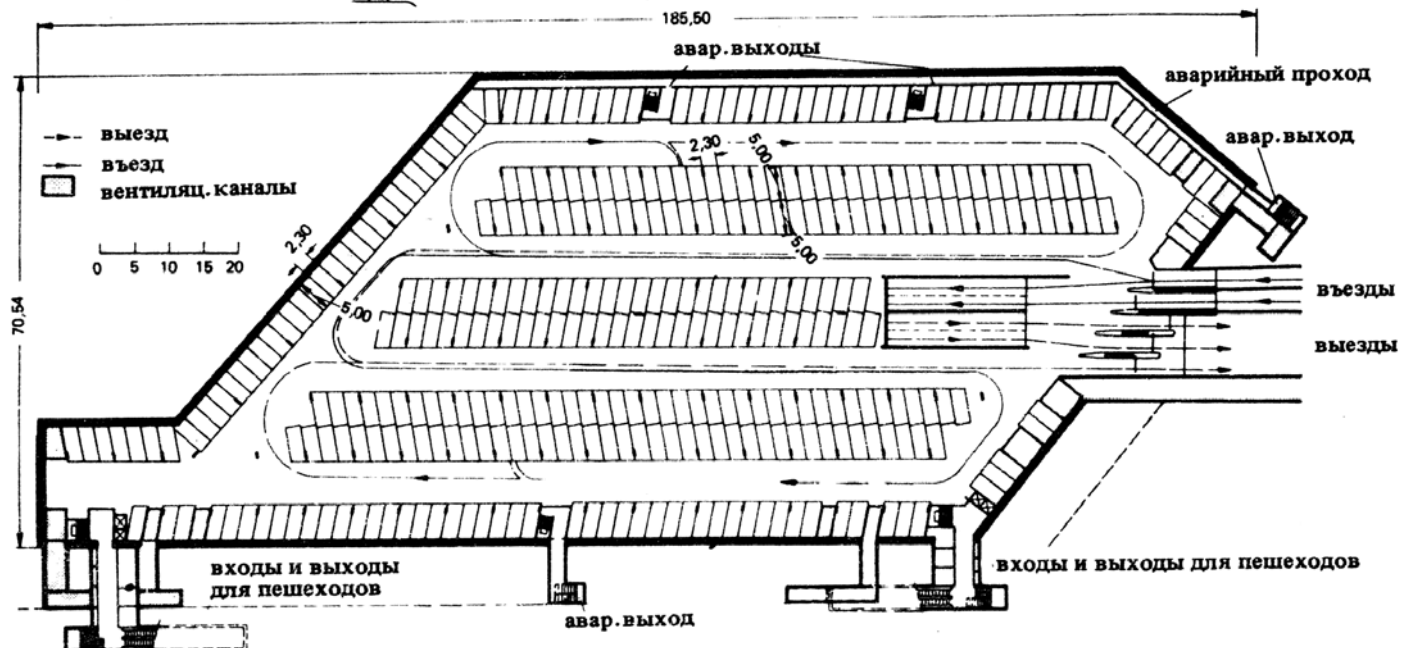 185,50
авар.выходы
аварийный проход
авар.выход
выезд
въезд
вентиляц.каналы
2,30
5,00
5,00
2,30
5,00
0 5 10 15 20
70,54
въезды
выезды
входы и выходы
для пешеходов
авар.выход
входы и выходы для пешеходов